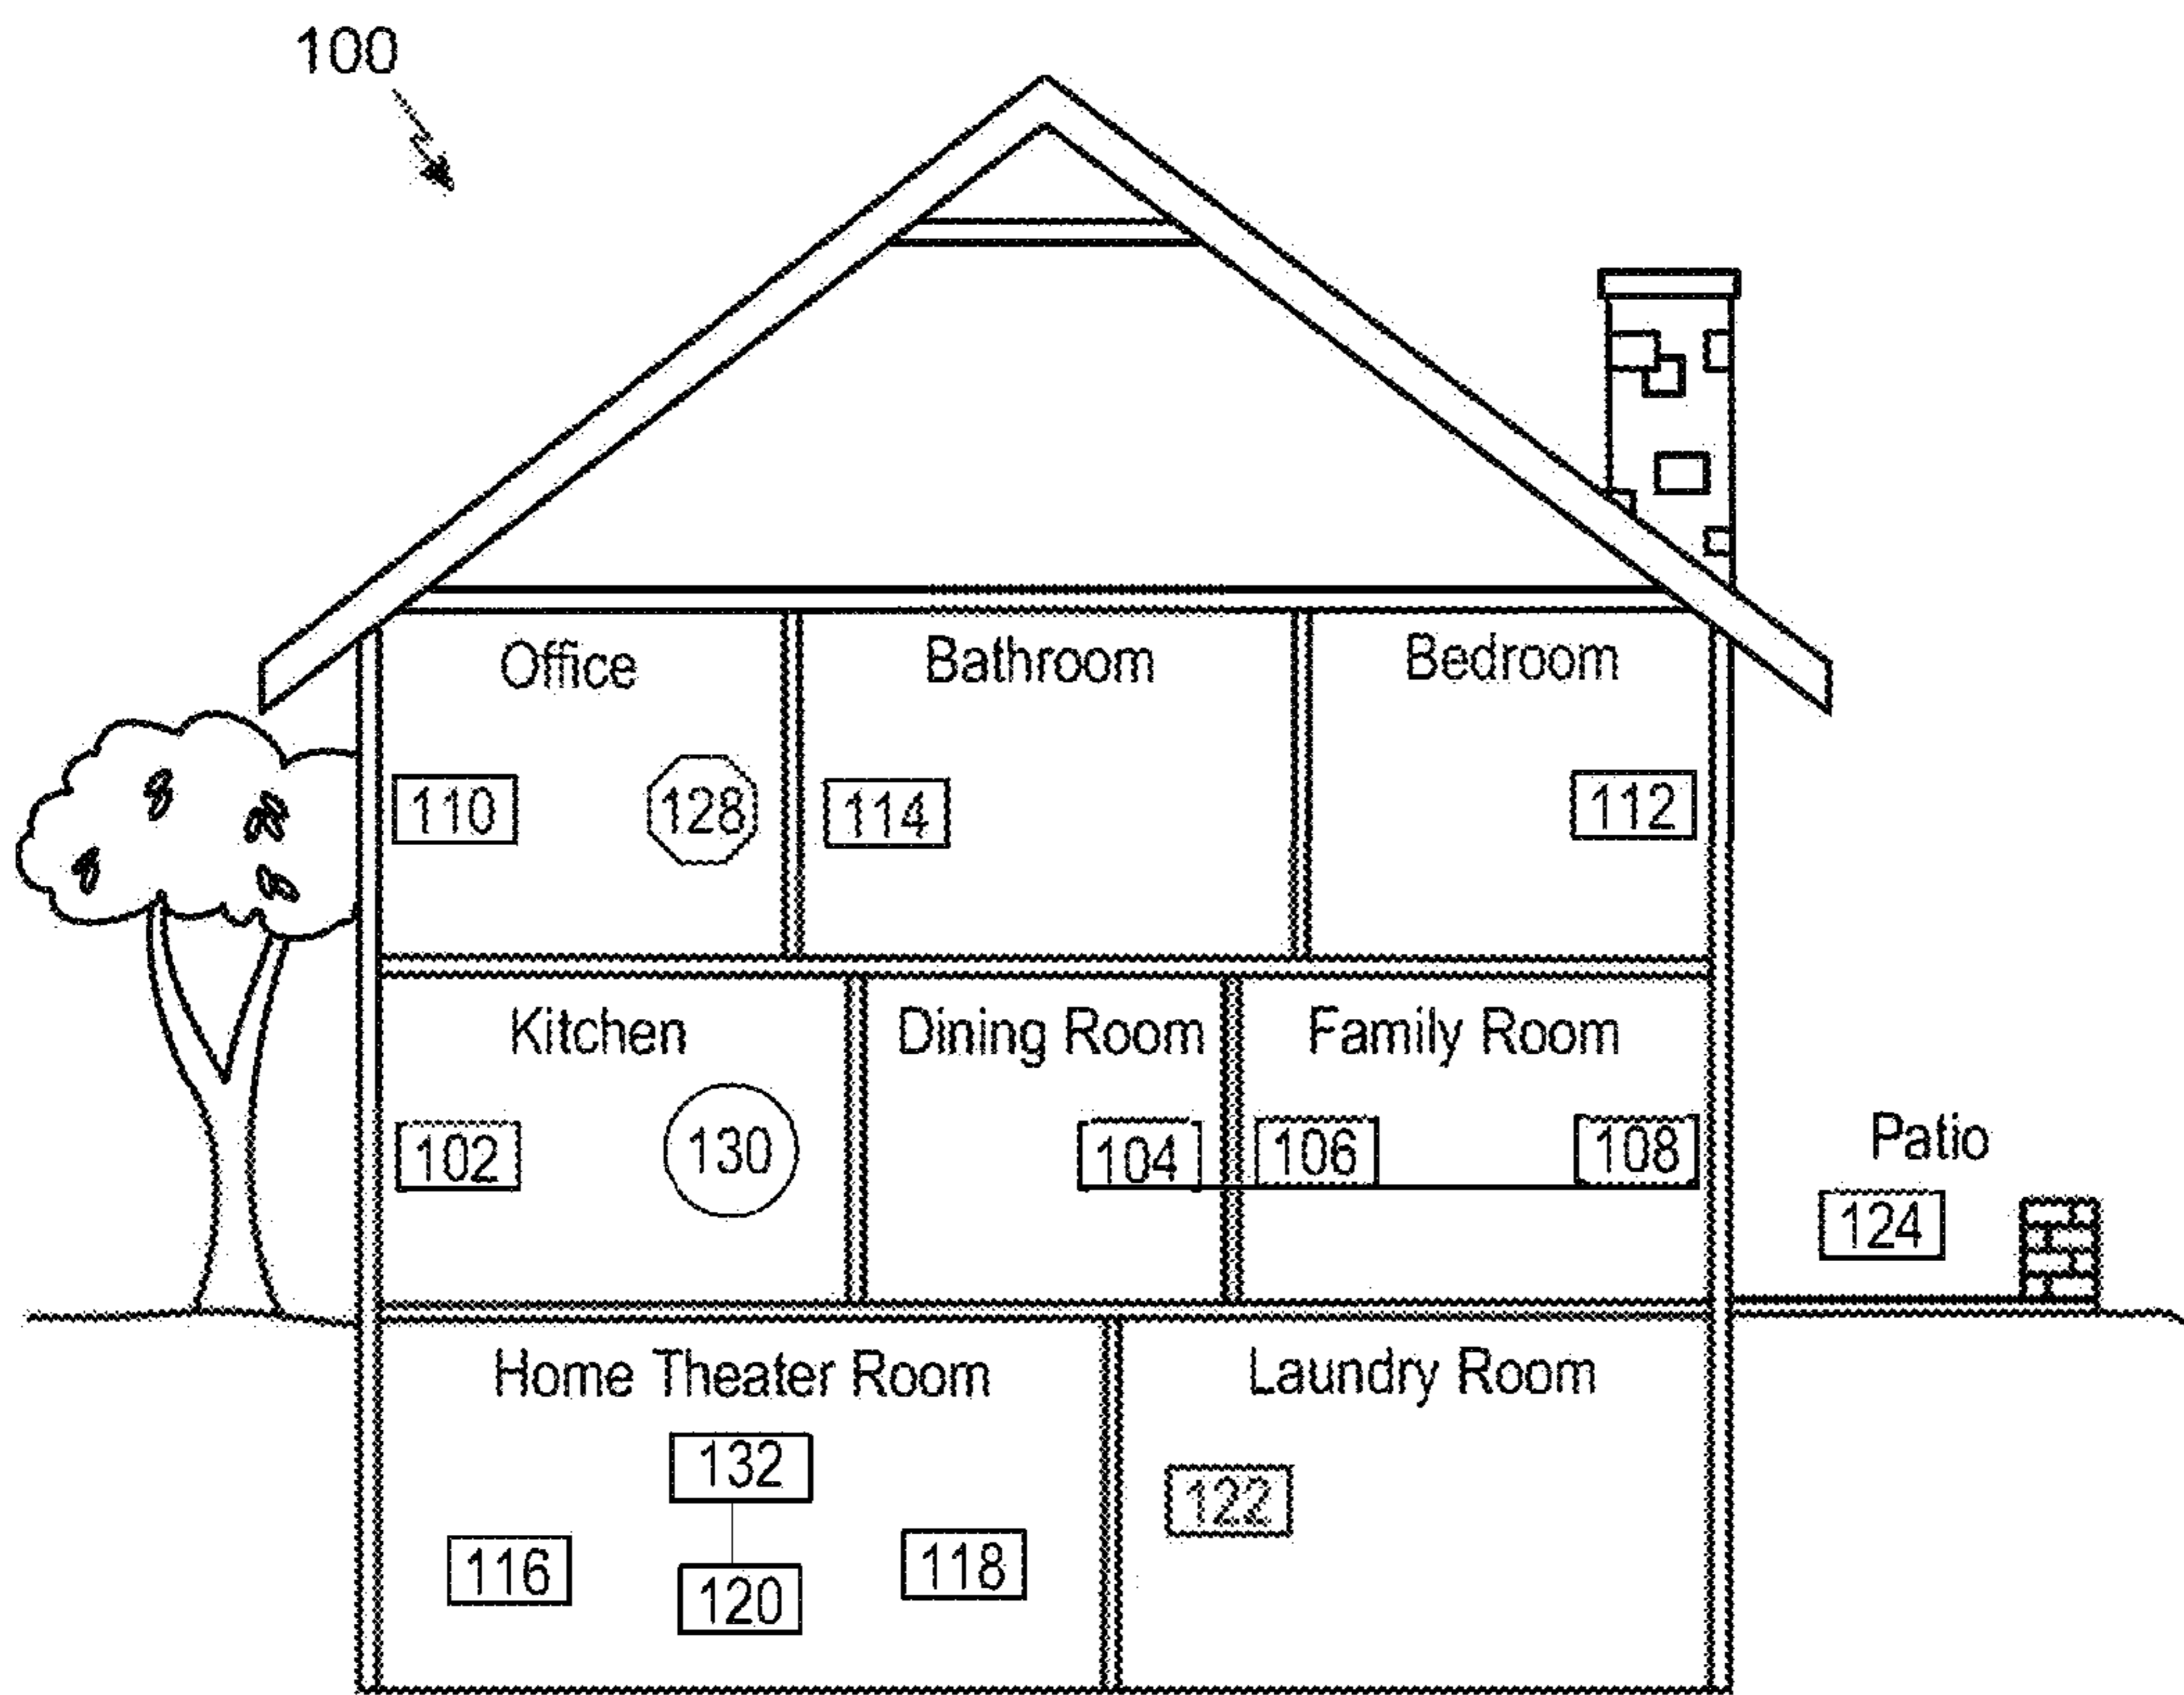 100
Office
Bathroom
Bedroom
110
128
114
112
Kitchen
Dining Room
Family Room
102
130
104
106
108
Patio
124
Home Theater Room
Laundry Room
132
122
116
120
118